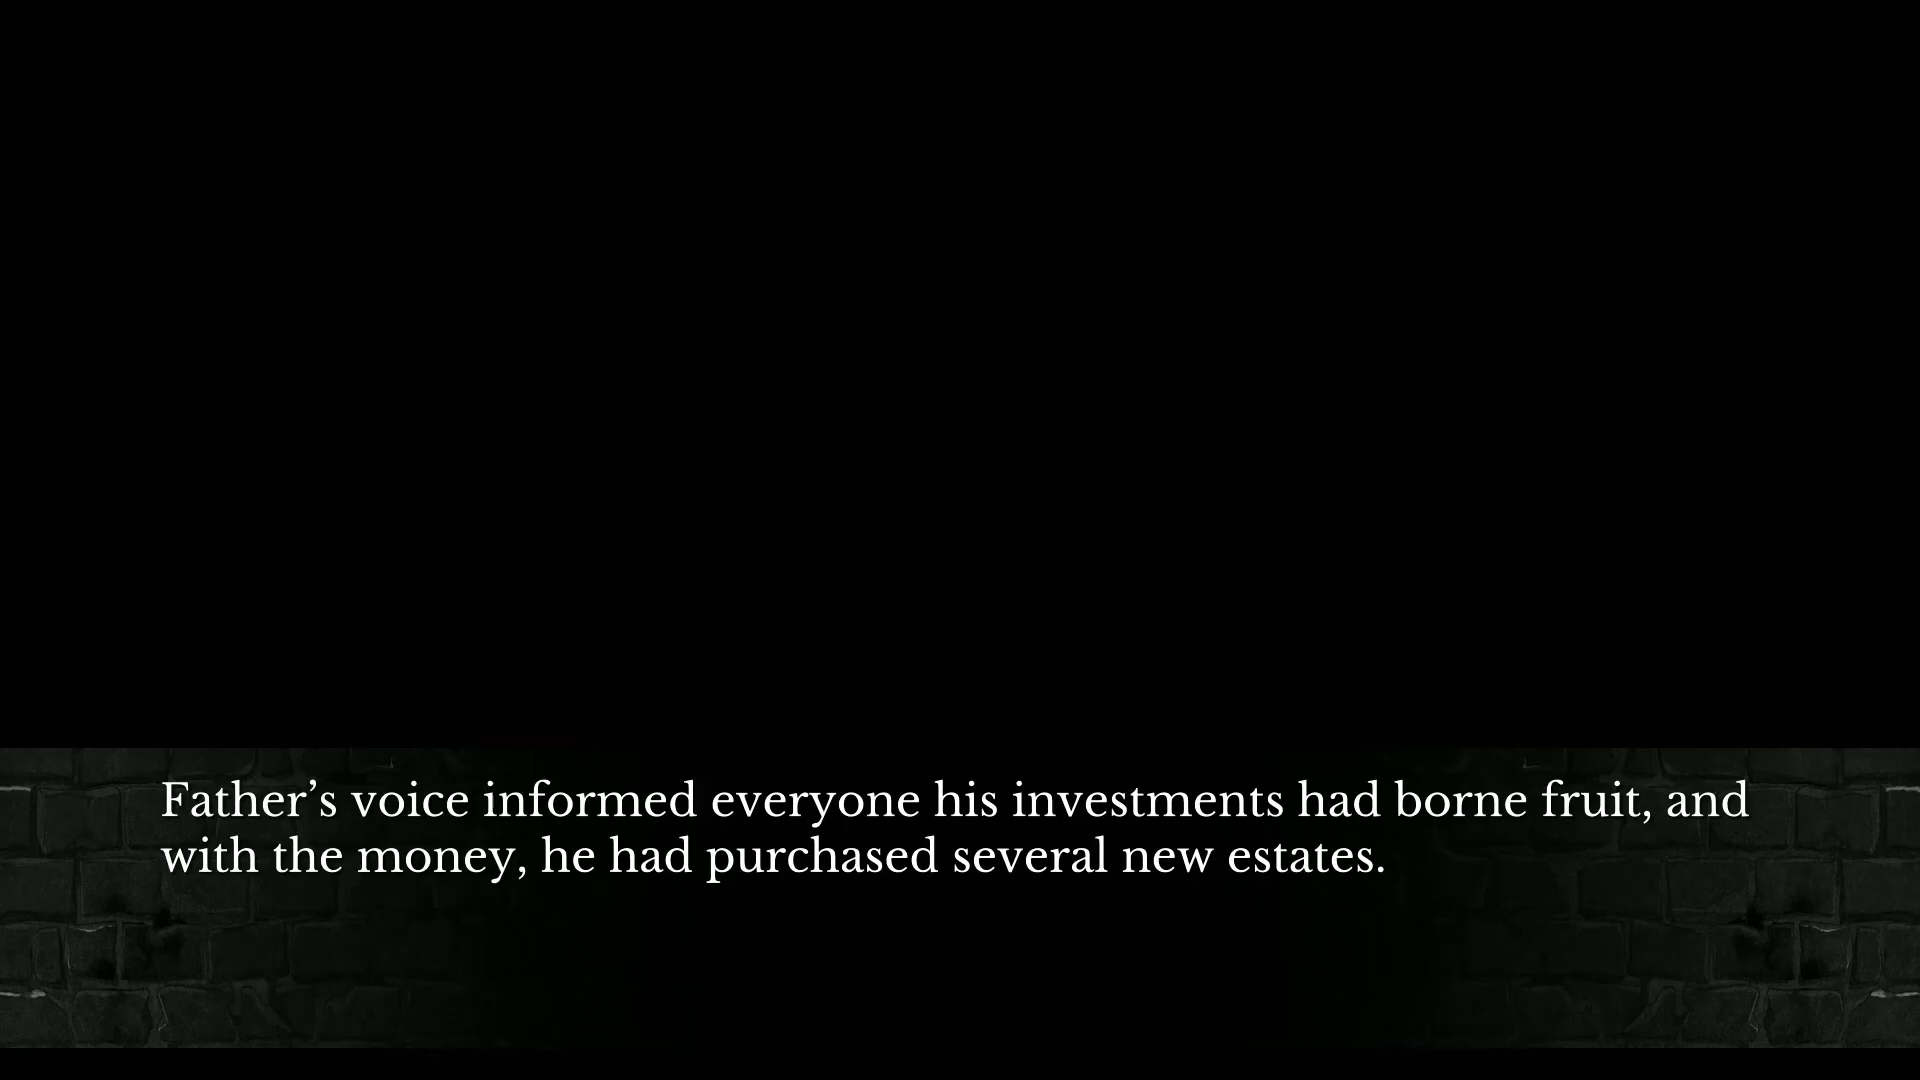 Father’s voice informed everyone his investments had borne fruit, and
with the money, he had purchased several new estates.